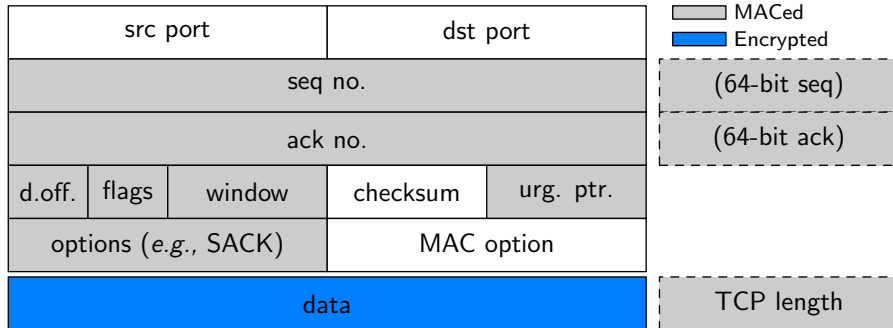 src port
dst port
MACed
Encrypted
seq no.
(64-bit seq)
ack no.
(64-bit ack)
d.off.
flags
window
checksum
urg. ptr.
options (e.g., SACK)
MAC option
data
TCP length